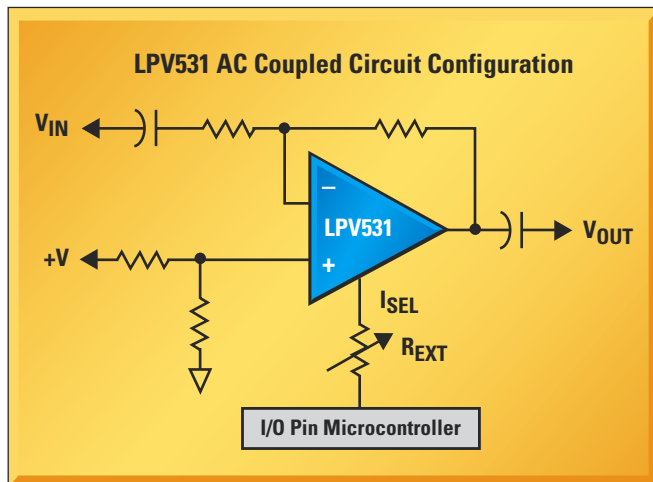 LPV531 AC Coupled Circuit Configuration
VIN
–
LPV531
VOUT
+V
+
ISEL
REXT
I/O Pin Microcontroller